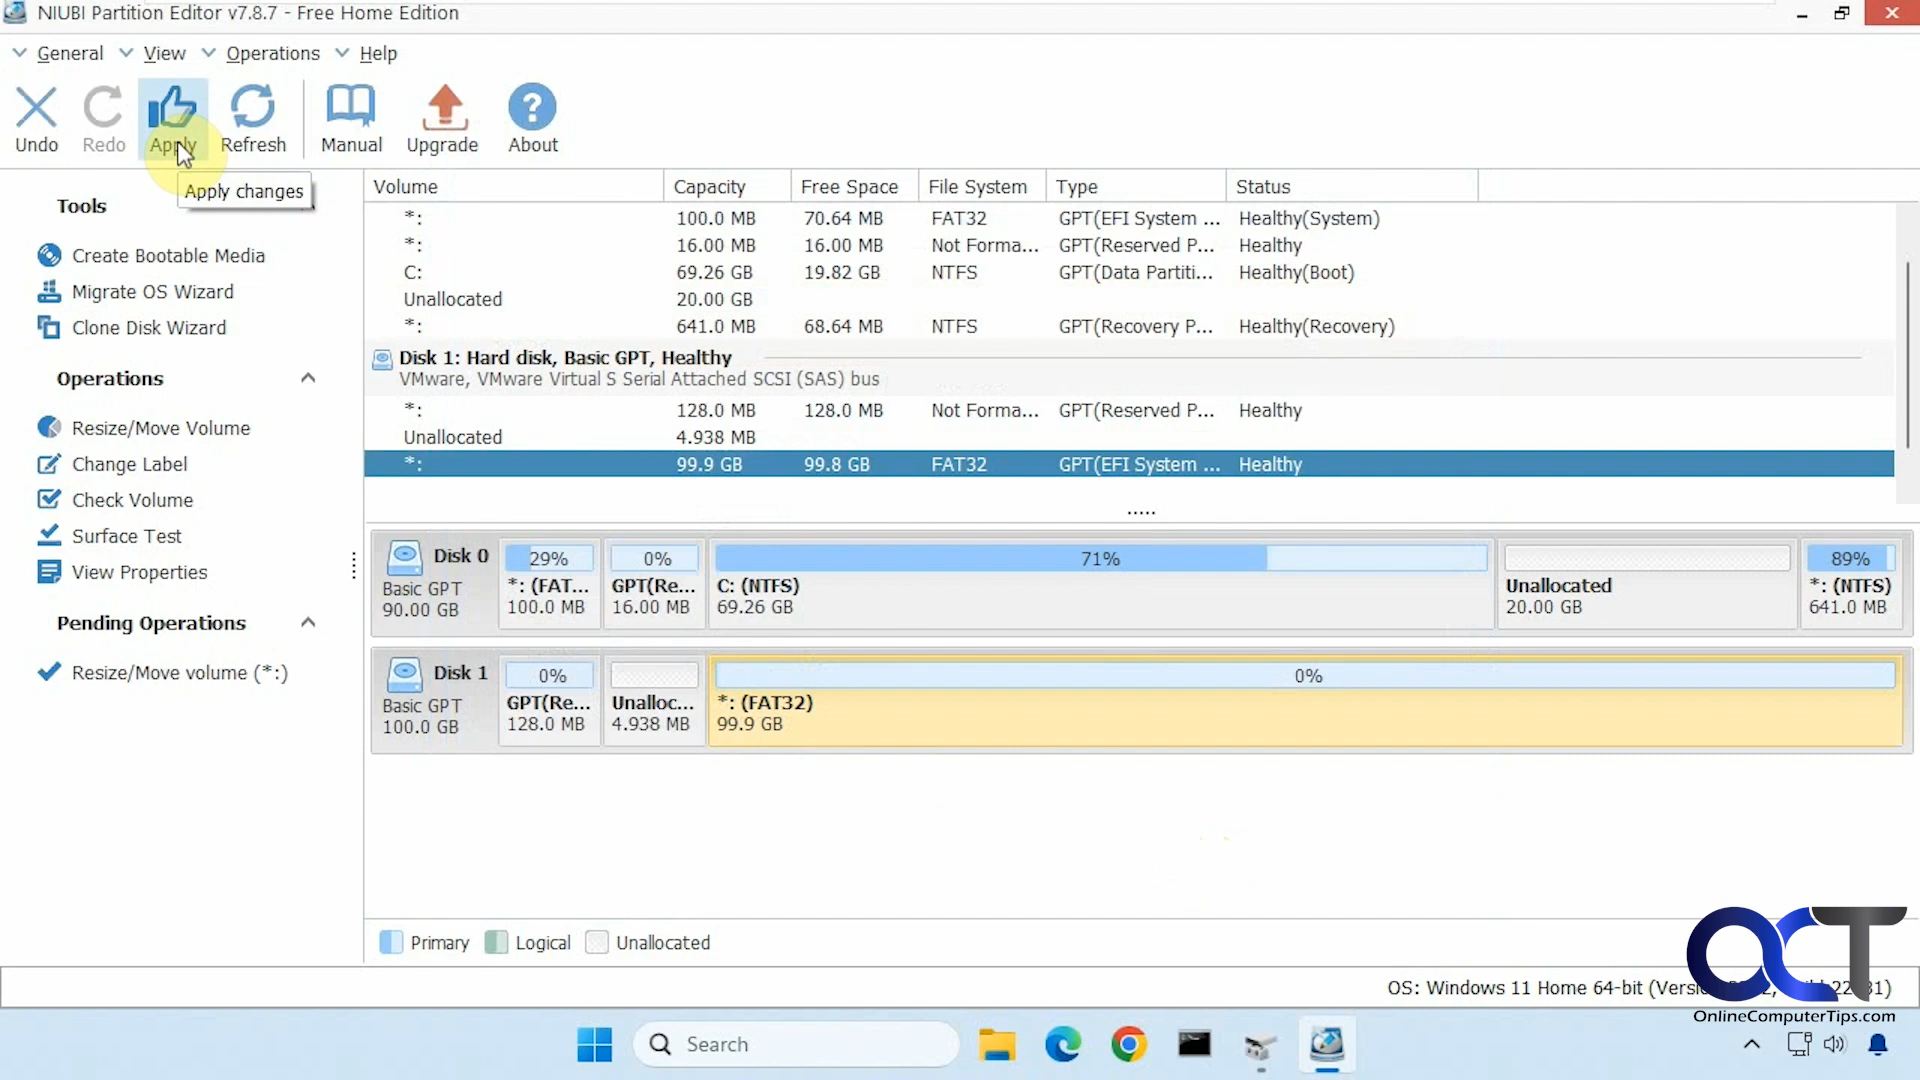 NIUBI Partition Editor v7.8.7 - Free Home Edition
General View Operations Help
Undo Redo Apply Refresh Manual Upgrade About
Apply changes
Tools
Create Bootable Media
Migrate OS Wizard
Clone Disk Wizard
Operations
Resize/Move Volume
Change Label
Check Volume
Surface Test
View Properties
Pending Operations
Resize/Move volume (*:)
Volume Capacity Free Space File System Type Status
*: 100.0 MB 70.64 MB FAT32 GPT(EFI System ... Healthy(System)
*: 16.00 MB 16.00 MB Not Forma... GPT(Reserved P... Healthy
C: 69.26 GB 19.82 GB NTFS GPT(Data Partiti... Healthy(Boot)
Unallocated 20.00 GB
*: 641.0 MB 68.64 MB NTFS GPT(Recovery P... Healthy(Recovery)
Disk 1: Hard disk, Basic GPT, Healthy
VMware, VMware Virtual S Serial Attached SCSI (SAS) bus
*: 128.0 MB 128.0 MB Not Forma... GPT(Reserved P... Healthy
Unallocated 4.938 MB
*: 99.9 GB 99.8 GB FAT32 GPT(EFI System ... Healthy
Disk 0 29% 0% 71% 89%
Basic GPT *: (FAT... GPT(Re... C: (NTFS) Unallocated *: (NTFS)
90.00 GB 100.0 MB 16.00 MB 69.26 GB 20.00 GB 641.0 MB
Disk 1 0% 0%
Basic GPT GPT(Re... Unalloc... *: (FAT32)
100.0 GB 128.0 MB 4.938 MB 99.9 GB
Primary Logical Unallocated
OS: Windows 11 Home 64-bit
OCT
OnlineComputerTips.com
Search